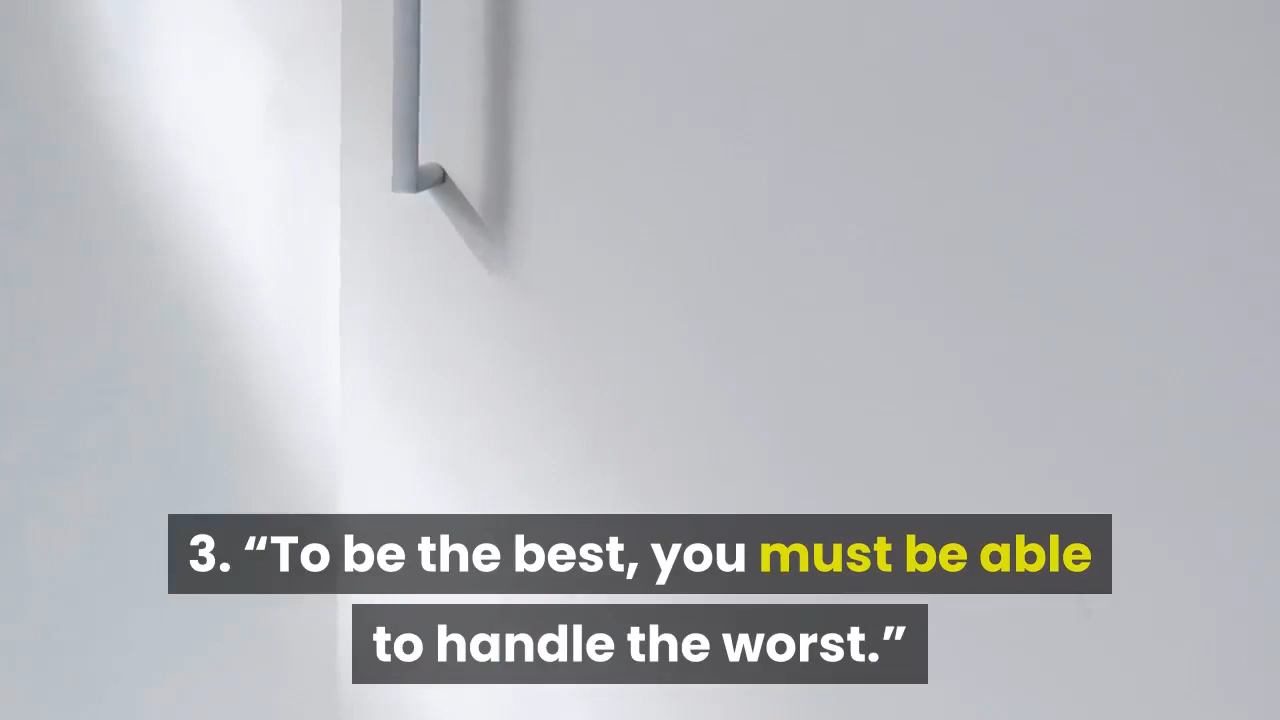 3. “To be the best, you must be able
to handle the worst.”